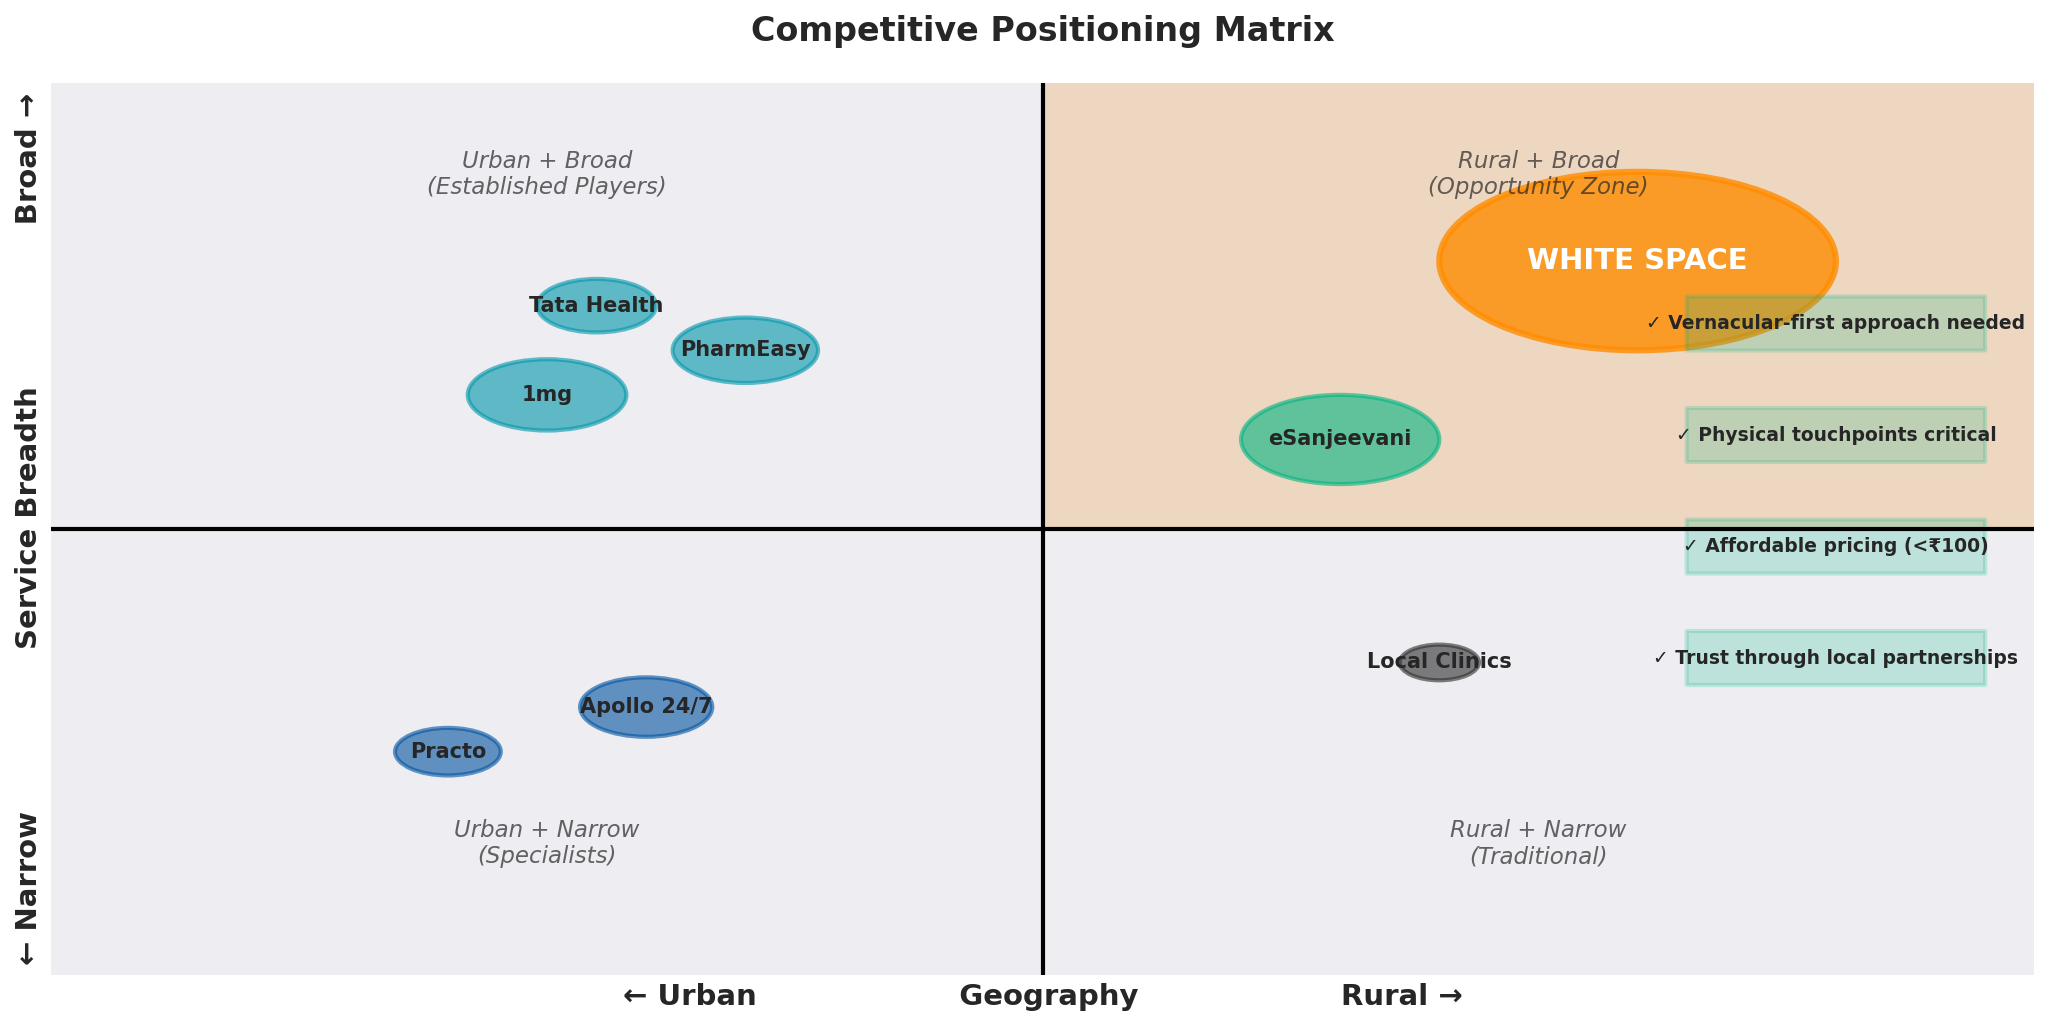 Competitive Positioning Matrix
Broad →
Service Breadth
← Narrow
Urban + Broad
(Established Players)
Rural + Broad
(Opportunity Zone)
WHITE SPACE
Tata Health
PharmEasy
1mg
eSanjeevani
✓ Vernacular-first approach needed
✓ Physical touchpoints critical
✓ Affordable pricing (<₹100)
✓ Trust through local partnerships
Local Clinics
Apollo 24/7
Practo
Urban + Narrow
(Specialists)
Rural + Narrow
(Traditional)
← Urban
Geography
Rural →